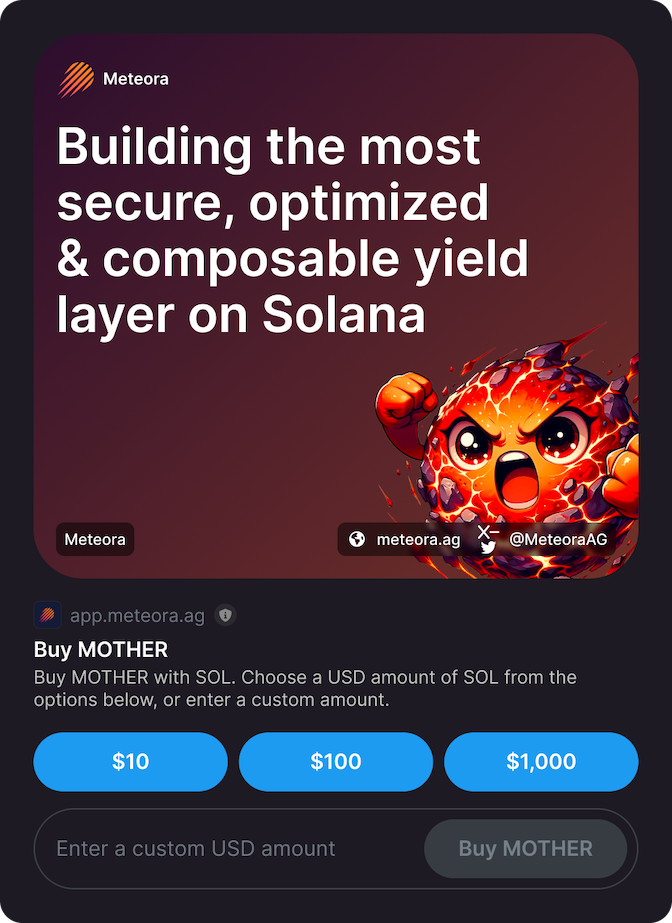 Meteora
Building the most
secure, optimized
& composable yield
layer on Solana
Meteora
meteora.ag
@MeteoraAG
app.meteora.ag
Buy MOTHER
Buy MOTHER with SOL. Choose a USD amount of SOL from the
options below, or enter a custom amount.
$10
$100
$1,000
Enter a custom USD amount
Buy MOTHER